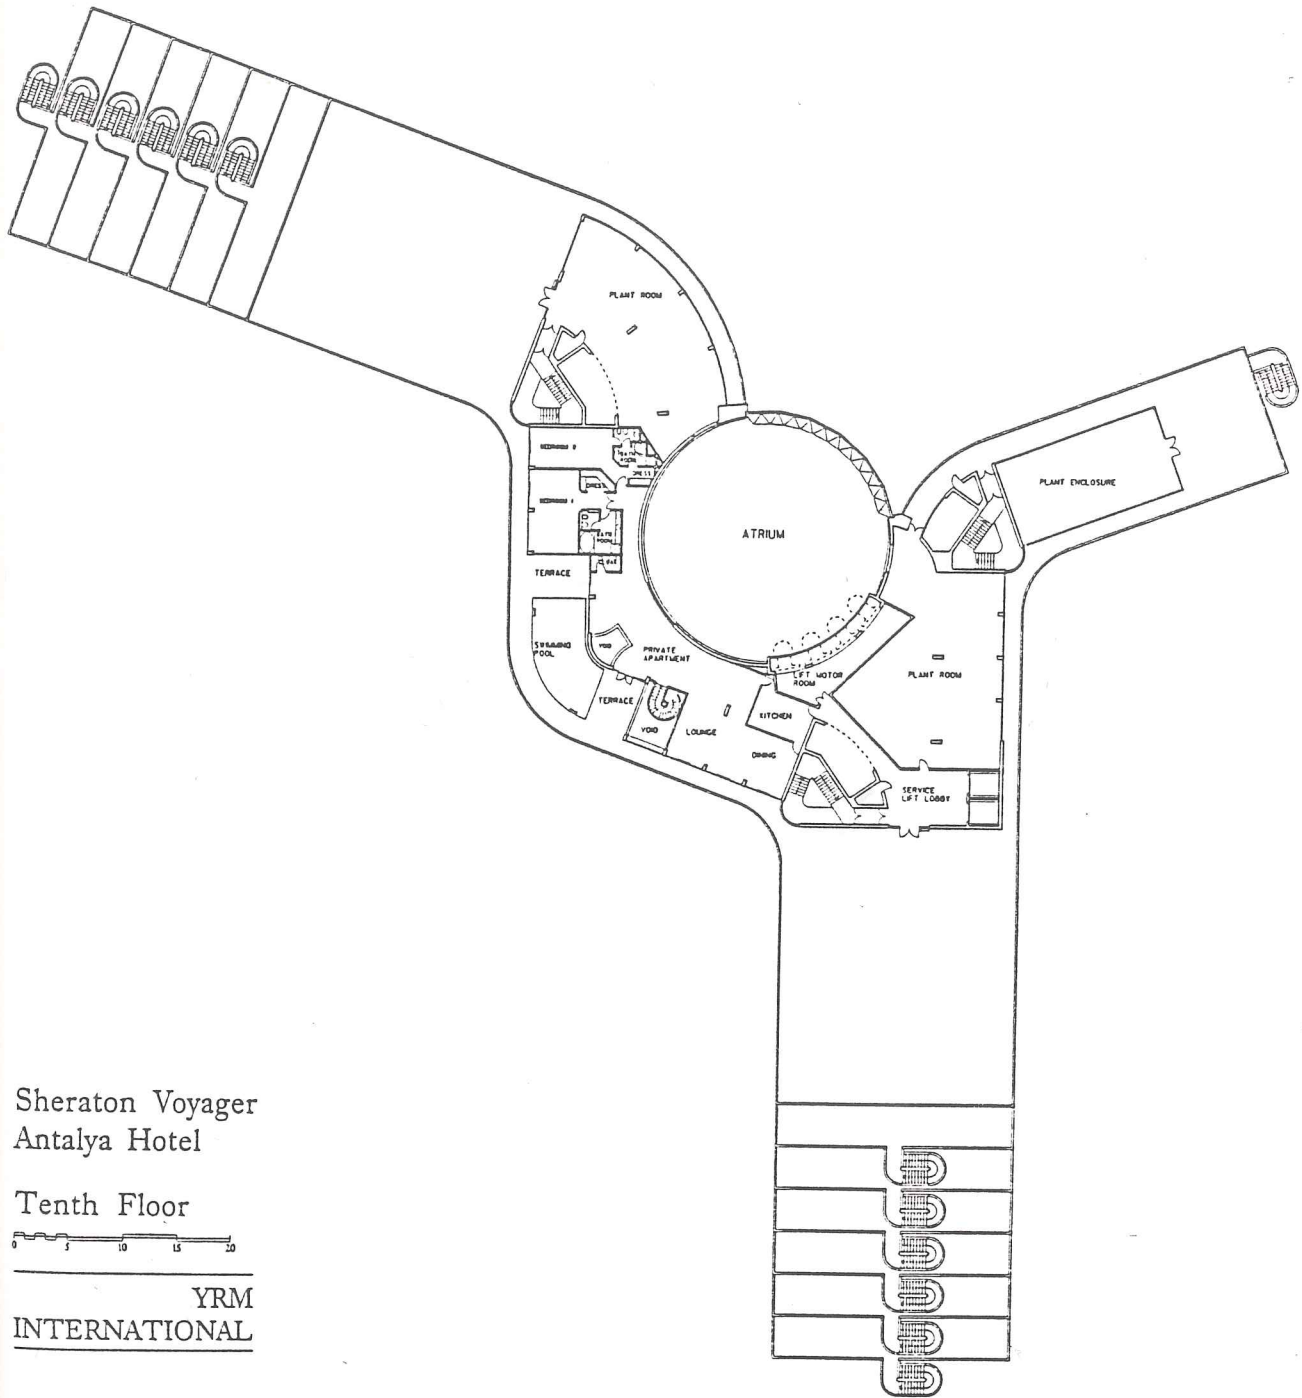 PLANT ROOM
BEDROOM 2
BATH
ROOM
DRESS
DRESS
BEDROOM 1
BATH
ROOM
BAR
ATRIUM
PLANT ENCLOSURE
TERRACE
SWIMMING
POOL
VOID
PRIVATE
APARTMENT
TERRACE
VOID
LOUNGE
LIFT MOTOR
ROOM
KITCHEN
DINING
PLANT ROOM
SERVICE
LIFT LOBBY
Sheraton Voyager
Antalya Hotel
Tenth Floor
0 5 10 15 20
YRM
INTERNATIONAL